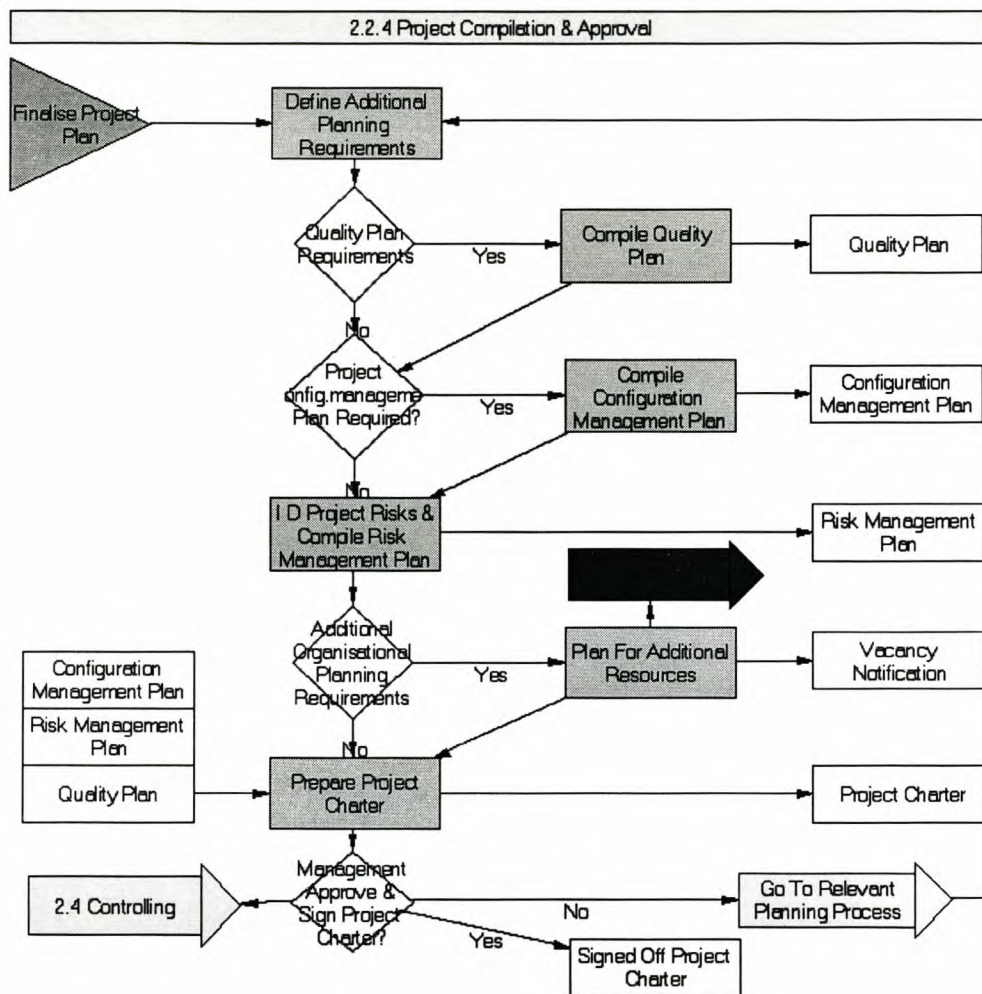 2.2.4 Project Compilation & Approval
Finalise Project
Plan
Define Additional
Planning
Requirements
Quality Plan
Requirements
Yes
Compile Quality
Plan
Quality Plan
No
Project
onfig.manageme
Plan Required?
Yes
Compile
Configuration
Management Plan
Configuration
Management Plan
No
I D Project Risks &
Compile Risk
Management Plan
Risk Management
Plan
Additional
Organisational
Planning
Requirements
Yes
Plan For Additional
Resources
Vacancy
Notification
Configuration
Management Plan
Risk Management
Plan
Quality Plan
No
Prepare Project
Charter
Project Charter
2.4 Controlling
Management
Approve &
Sign Project
Charter?
No
Go To Relevant
Planning Process
Yes
Signed Off Project
Charter